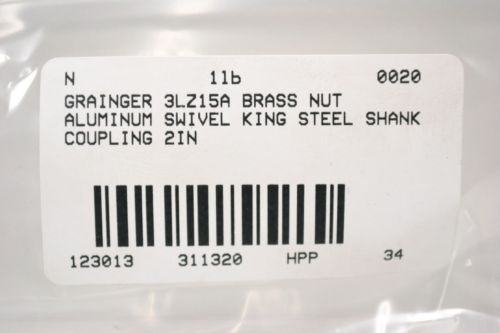 N 11b 0020
GRAINGER 3LZ15A BRASS NUT
ALUMINUM SWIVEL KING STEEL SHANK
COUPLING 2IN
123013 311320 HPP 34